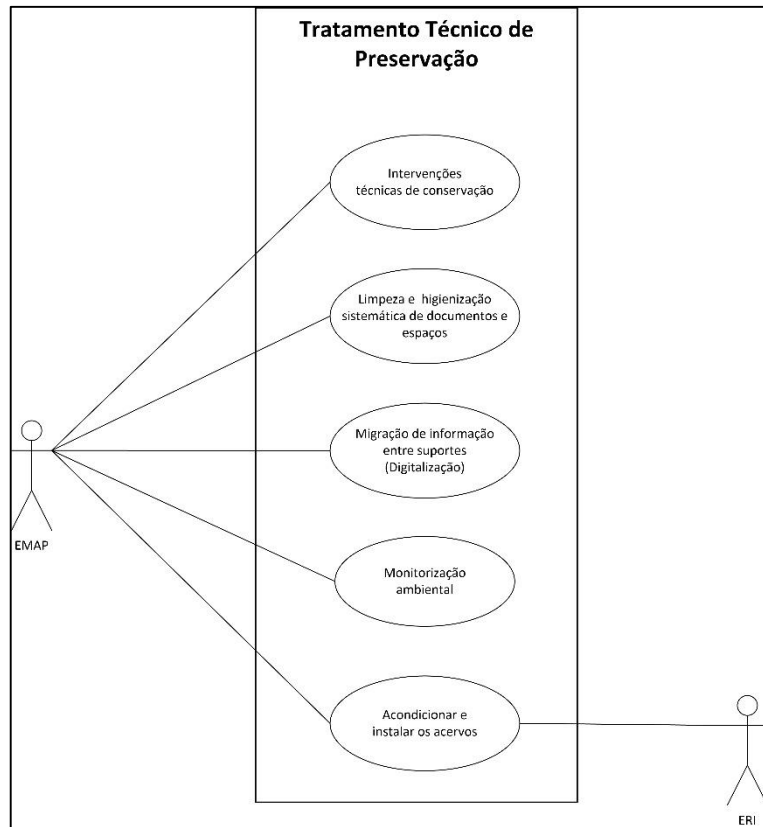 Tratamento Técnico de
Preservação
Intervenções
técnicas de conservação
Limpeza e higienização
sistemática de documentos e
espaços
Migração de informação
entre suportes
(Digitalização)
EMAP
Monitorização
ambiental
Acondicionar e
instalar os acervos
ERI